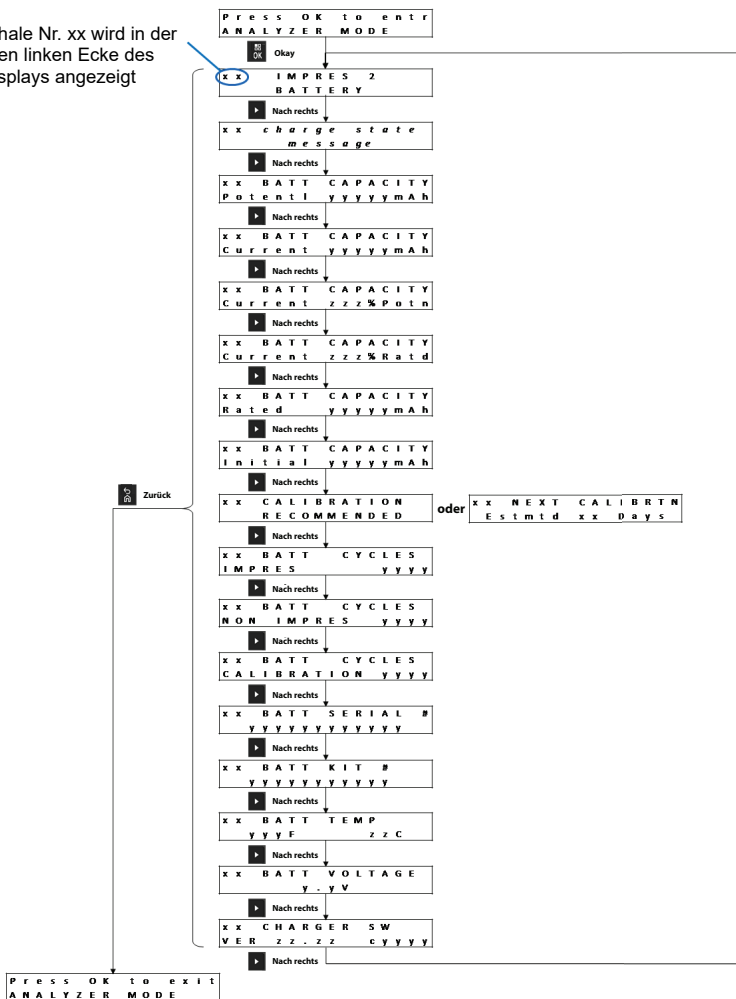 hale Nr. xx wird in der
en linken Ecke des
splays angezeigt
Press OK to entr
ANALYZER MODE
OK Okay
xx IMPRES 2
BATTERY
Nach rechts
xx charge state
message
Nach rechts
xx BATT CAPACITY
Potentl yyyyymAh
Nach rechts
xx BATT CAPACITY
Current yyyyymAh
Nach rechts
xx BATT CAPACITY
Current zzz%Potn
Nach rechts
xx BATT CAPACITY
Current zzz%Ratd
Nach rechts
xx BATT CAPACITY
Rated yyyyymAh
Nach rechts
xx BATT CAPACITY
Initial yyyyymAh
Nach rechts
Zurück
xx CALIBRATION
RECOMMENDED
oder
xx NEXT CALIBRTN
Estmtd xx Days
Nach rechts
xx BATT CYCLES
IMPRES yyyy
Nach rechts
xx BATT CYCLES
NON IMPRES yyyy
Nach rechts
xx BATT CYCLES
CALIBRATION yyyy
Nach rechts
xx BATT SERIAL #
yyyyyyyyyyyy
Nach rechts
xx BATT KIT #
yyyyyyyyyyy
Nach rechts
xx BATT TEMP
yyyF zzC
Nach rechts
xx BATT VOLTAGE
y.yV
Nach rechts
xx CHARGER SW
VER zz.zz cyyyy
Nach rechts
Press OK to exit
ANALYZER MODE